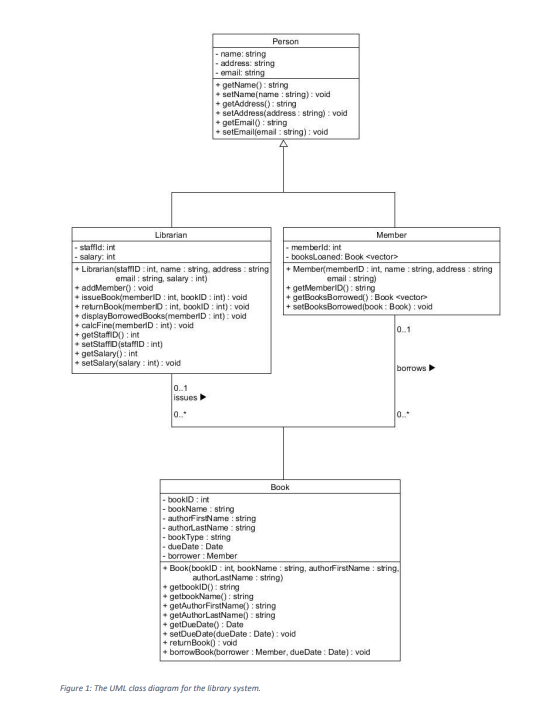 Person
- name: string
- address: string
- email: string
+ getName() : string
+ setName(name : string) : void
+ getAddress() : string
+ setAddress(address : string) : void
+ getEmail() : string
+ setEmail(email : string) : void
Librarian
- staffId: int
- salary: int
+ Librarian(staffID : int, name : string, address : string
email : string, salary : int)
+ addMember() : void
+ issueBook(memberID : int, bookID : int) : void
+ returnBook(memberID : int, bookID : int) : void
+ displayBorrowedBooks(memberID : int) : void
+ calcFine(memberID : int) : void
+ getStaffID() : int
+ setStaffID(staffID : int)
+ getSalary() : int
+ setSalary(salary : int) : void
Member
- memberId: int
- booksLoaned: Book <vector>
+ Member(memberID : int, name : string, address : string
email : string)
+ getMemberID() : string
+ getBooksBorrowed() : Book <vector>
+ setBooksBorrowed(book : Book) : void
0..1
issues ▶
0..*
0..1
borrows ▶
0..*
Book
- bookID : int
- bookName : string
- authorFirstName : string
- authorLastName : string
- bookType : string
- dueDate : Date
- borrower : Member
+ Book(bookID : int, bookName : string, authorFirstName : string,
authorLastName : string)
+ getbookID() : string
+ getbookName() : string
+ getAuthorFirstName() : string
+ getAuthorLastName() : string
+ getDueDate() : Date
+ setDueDate(dueDate : Date) : void
+ returnBook() : void
+ borrowBook(borrower : Member, dueDate : Date) : void
Figure 1: The UML class diagram for the library system.